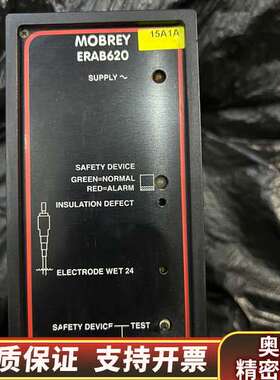 MOBREY
15A1A
ERAB620
SUPPLY ~
SAFETY DEVICE
GREEN=NORMAL
RED=ALARM
INSULATION DEFECT
ELECTRODE WET 24
SAFETY DEVICE TEST
质保证 支持开票
奥
精密